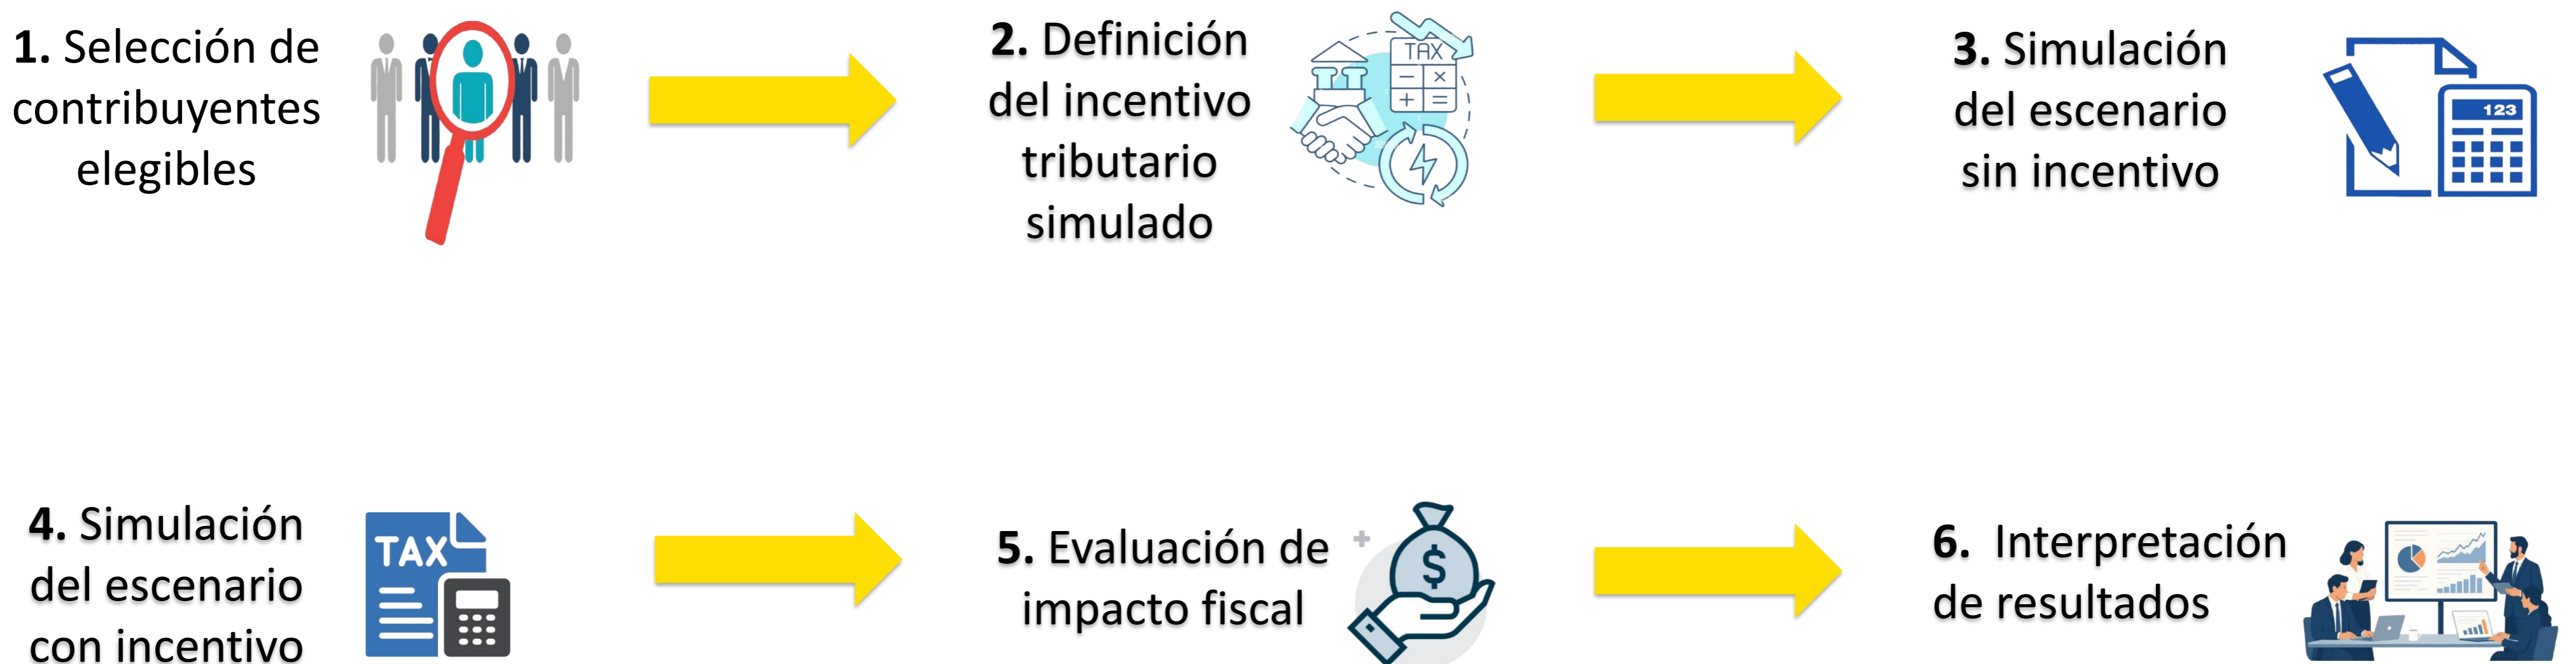 1. Selección de
contribuyentes
elegibles
2. Definición
del incentivo
tributario
simulado
TAX
3. Simulación
del escenario
sin incentivo
123
4. Simulación
del escenario
con incentivo
TAX
5. Evaluación de
impacto fiscal
$
6. Interpretación
de resultados